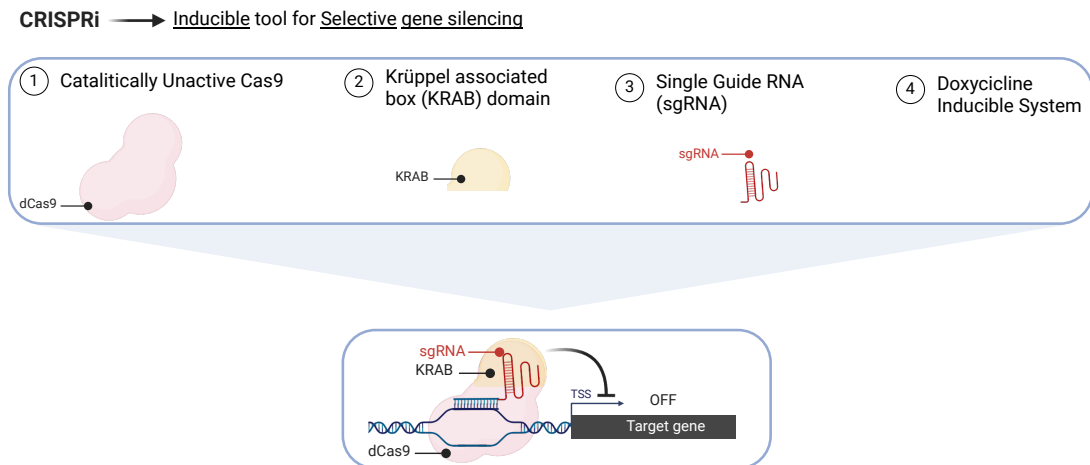 CRISPRi Inducible tool for Selective gene silencing
1 Catalitically Unactive Cas9
2 Krüppel associated
box (KRAB) domain
3 Single Guide RNA
(sgRNA)
4 Doxycicline
Inducible System
dCas9
KRAB
sgRNA
sgRNA
KRAB
TSS OFF
Target gene
dCas9